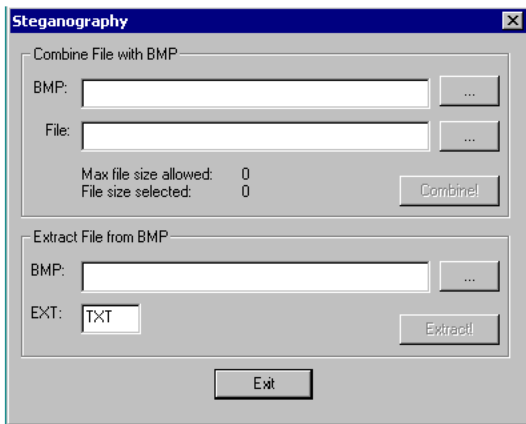 Steganography
Combine File with BMP
BMP:
...
File:
...
Max file size allowed: 0
File size selected: 0
Combine!
Extract File from BMP
BMP:
...
EXT: TXT
Extract!
Exit